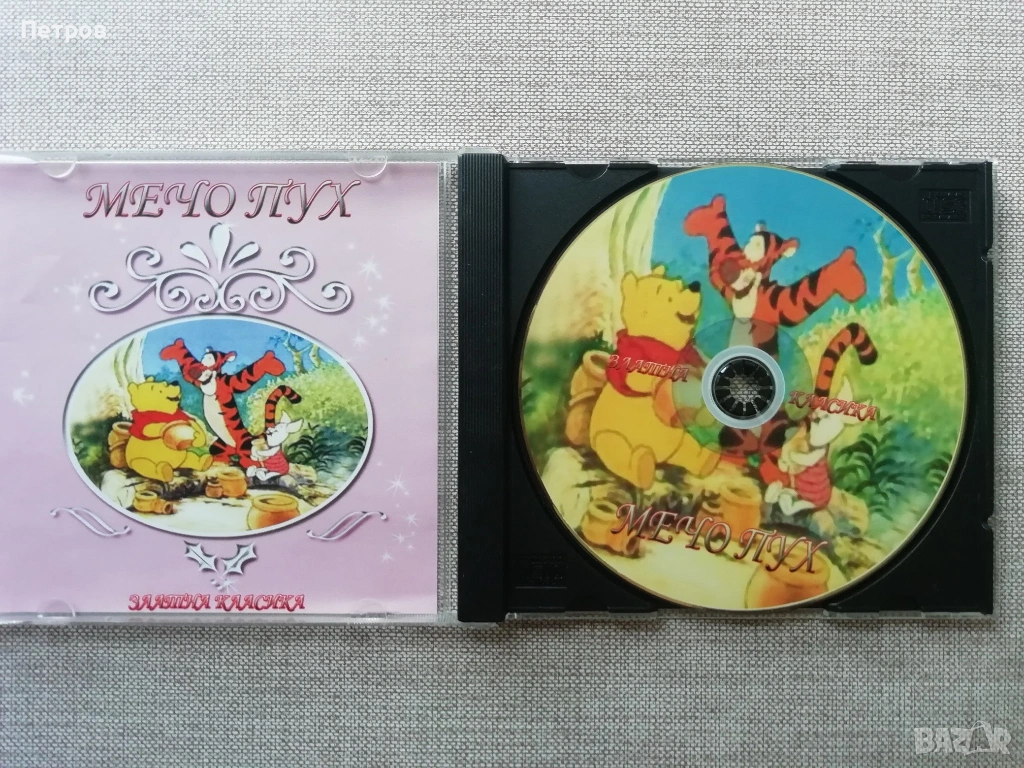 Петров
МЕЧО ПУХ
ЗЛАТНА КЛАСИКА
ЗЛАТНА
КЛАСИКА
МЕЧО ПУХ
BAZAR